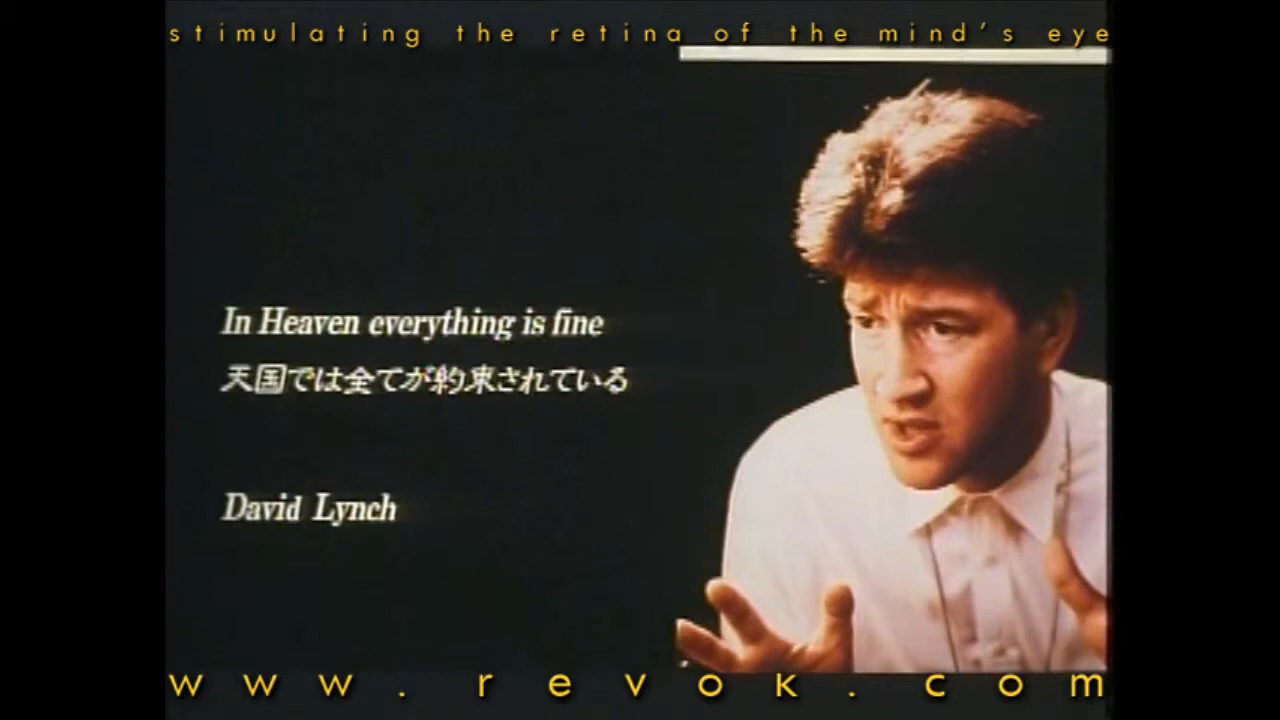 stimulating the retina of the mind's eye
In Heaven everything is fine
天国では全てが約束されている
David Lynch
www.revok.com